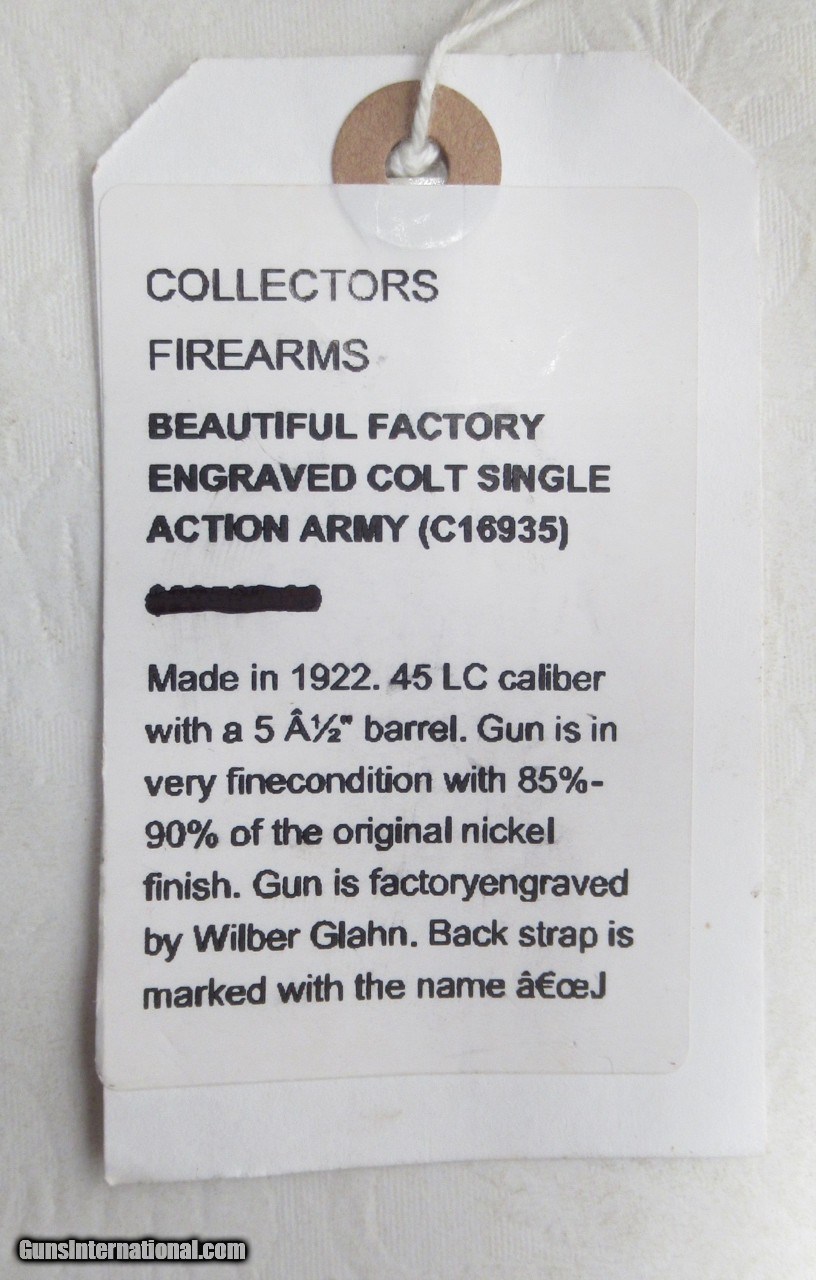 COLLECTORS
FIREARMS
BEAUTIFUL FACTORY
ENGRAVED COLT SINGLE
ACTION ARMY (C16935)
Made in 1922. 45 LC caliber
with a 5 Â½" barrel. Gun is in
very finecondition with 85%-
90% of the original nickel
finish. Gun is factoryengraved
by Wilber Glahn. Back strap is
marked with the name â€œJ
GunsInternational.com